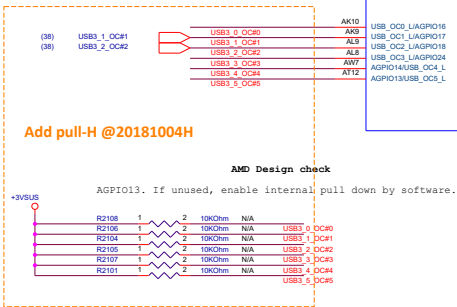 AK10 USB_OC0_L/AGPIO16
USB3_0_OC#0
(38) USB3_1_OC#1 AK9 USB_OC1_L/AGPIO17
USB3_1_OC#1
(38) USB3_2_OC#2 AL9 USB_OC2_L/AGPIO18
USB3_2_OC#2
AL8 USB_OC3_L/AGPIO24
USB3_3_OC#3
AW7 AGPIO14/USB_OC4_L
USB3_4_OC#4
AT12 AGPIO13/USB_OC5_L
USB3_5_OC#5
Add pull-H @20181004H
AMD Design check
AGPIO13. If unused, enable internal pull down by software.
+3VSUS
R2108 1 2 10KOhm N/A
R2106 1 2 10KOhm N/A USB3_0_OC#0
R2104 1 2 10KOhm N/A USB3_1_OC#1
R2105 1 2 10KOhm N/A USB3_2_OC#2
R2107 1 2 10KOhm N/A USB3_3_OC#3
R2101 1 2 10KOhm N/A USB3_4_OC#4
USB3_5_OC#5